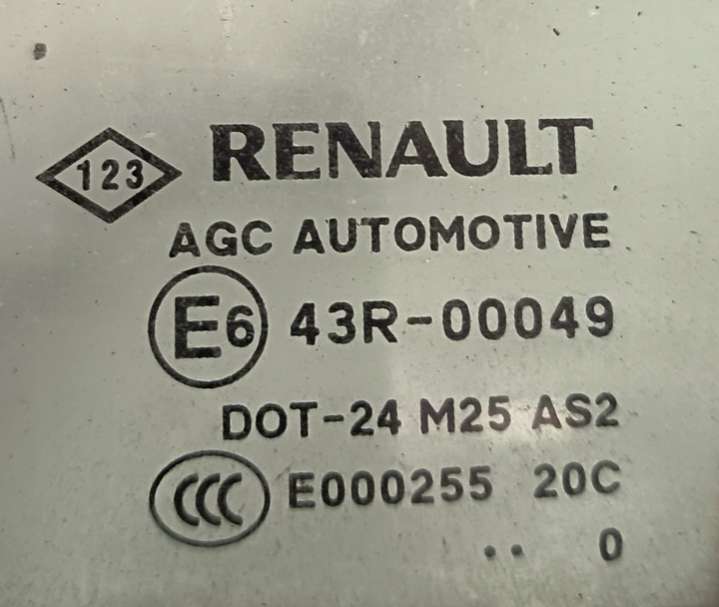 123 RENAULT
AGC AUTOMOTIVE
E6 43R-00049
DOT-24 M25 AS2
CCC E000255 20C
.. 0